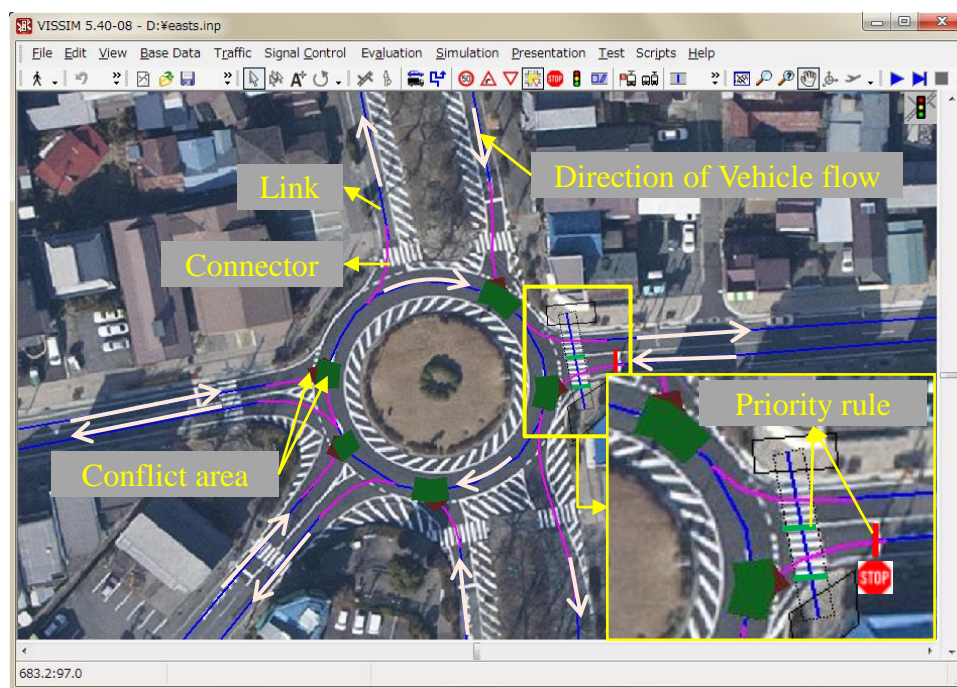 VISSIM 5.40-08 - D:¥easts.inp
File Edit View Base Data Traffic Signal Control Evaluation Simulation Presentation Test Scripts Help
Link
Direction of Vehicle flow
Connector
Priority rule
Conflict area
STOP
683.2:97.0